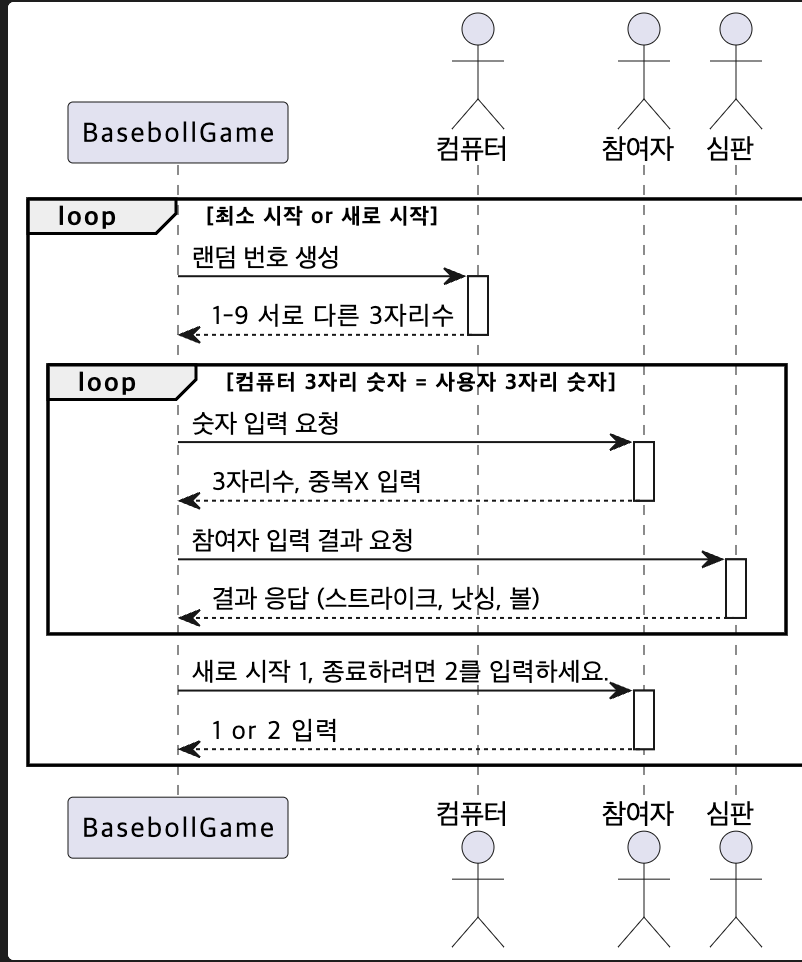 컴퓨터 참여자 심판
BasebollGame
loop [최소 시작 or 새로 시작]
랜덤 번호 생성
1-9 서로 다른 3자리수
loop [컴퓨터 3자리 숫자 = 사용자 3자리 숫자]
숫자 입력 요청
3자리수, 중복X 입력
참여자 입력 결과 요청
결과 응답 (스트라이크, 낫싱, 볼)
새로 시작 1, 종료하려면 2를 입력하세요.
1 or 2 입력
컴퓨터 참여자 심판
BasebollGame